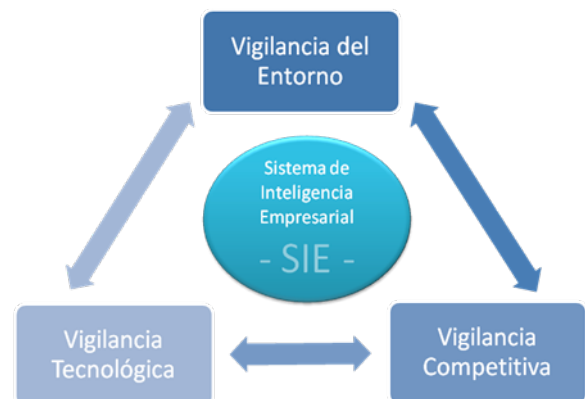 Vigilancia del
Entorno
Sistema de
Inteligencia
Empresarial
- SIE -
Vigilancia
Tecnológica
Vigilancia
Competitiva